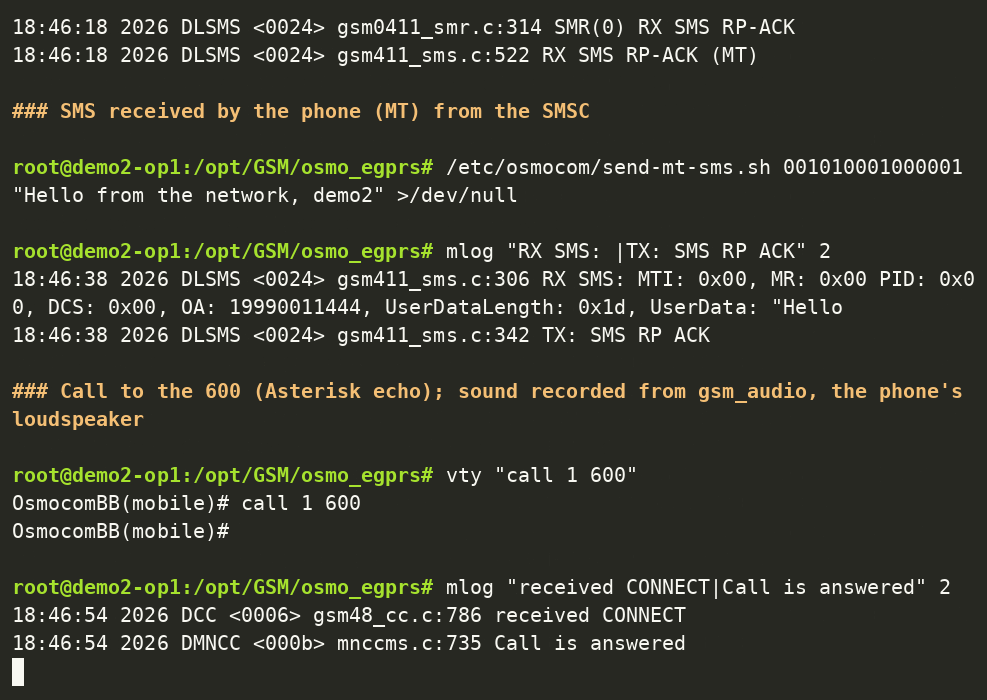 18:46:18 2026 DLSMS <0024> gsm0411_smr.c:314 SMR(0) RX SMS RP-ACK
18:46:18 2026 DLSMS <0024> gsm411_sms.c:522 RX SMS RP-ACK (MT)
### SMS received by the phone (MT) from the SMSC
root@demo2-op1:/opt/GSM/osmo_egprs# /etc/osmocom/send-mt-sms.sh 001010001000001
"Hello from the network, demo2" >/dev/null
root@demo2-op1:/opt/GSM/osmo_egprs# mlog "RX SMS: |TX: SMS RP ACK" 2
18:46:38 2026 DLSMS <0024> gsm411_sms.c:306 RX SMS: MTI: 0x00, MR: 0x00 PID: 0x0
0, DCS: 0x00, OA: 19990011444, UserDataLength: 0x1d, UserData: "Hello
18:46:38 2026 DLSMS <0024> gsm411_sms.c:342 TX: SMS RP ACK
### Call to the 600 (Asterisk echo); sound recorded from gsm_audio, the phone's
loudspeaker
root@demo2-op1:/opt/GSM/osmo_egprs# vty "call 1 600"
OsmocomBB(mobile)# call 1 600
OsmocomBB(mobile)#
root@demo2-op1:/opt/GSM/osmo_egprs# mlog "received CONNECT|Call is answered" 2
18:46:54 2026 DCC <0006> gsm48_cc.c:786 received CONNECT
18:46:54 2026 DMNCC <000b> mnccms.c:735 Call is answered